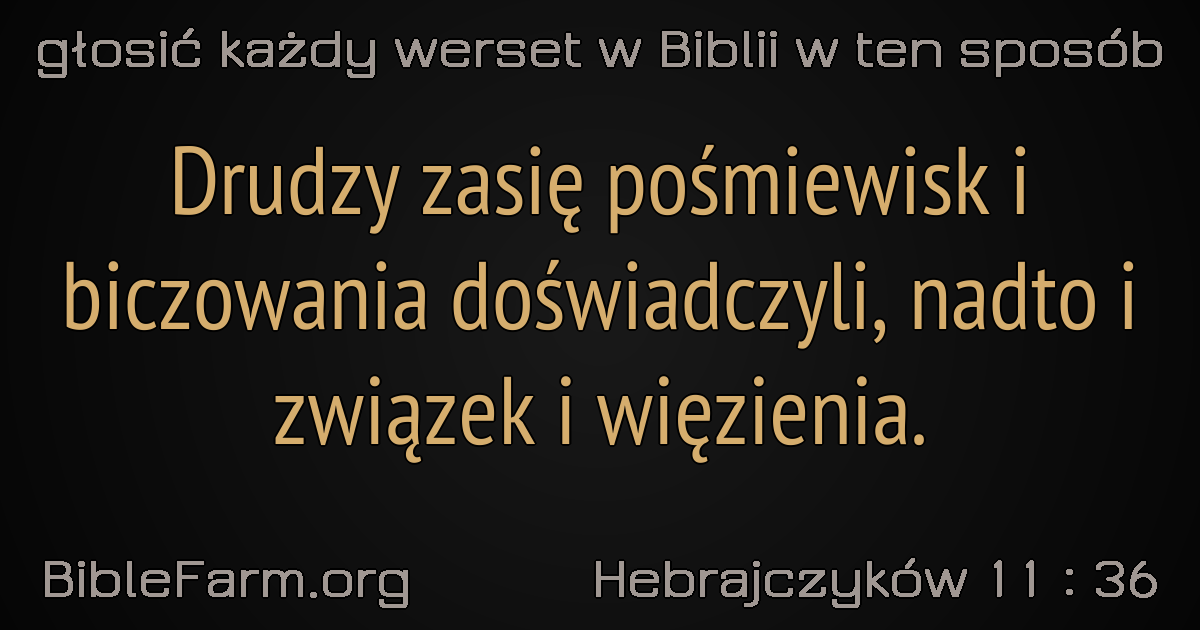 głosić każdy werset w Biblii w ten sposób
Drudzy zasię pośmiewisk i
biczowania doświadczyli, nadto i
związek i więzienia.
BibleFarm.org
Hebrajczyków 11 : 36